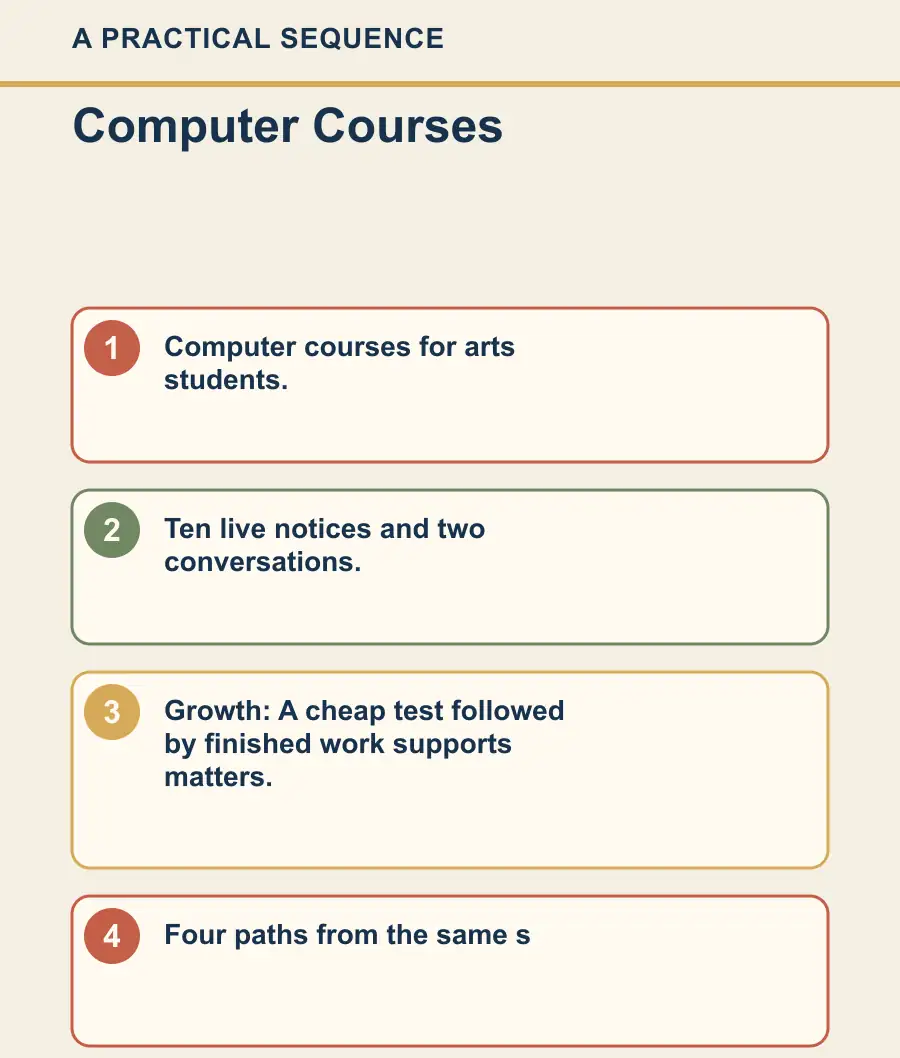 A PRACTICAL SEQUENCE
Computer Courses
1
Computer courses for arts
students.
2
Ten live notices and two
conversations.
3
Growth: A cheap test followed
by finished work supports
matters.
4
Four paths from the same s